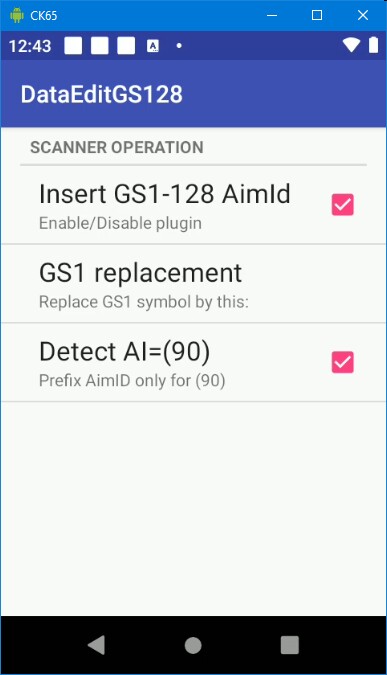 CK65
12:43
A
DataEditGS128
SCANNER OPERATION
Insert GS1-128 AimId
Enable/Disable plugin
GS1 replacement
Replace GS1 symbol by this:
Detect AI=(90)
Prefix AimID only for (90)